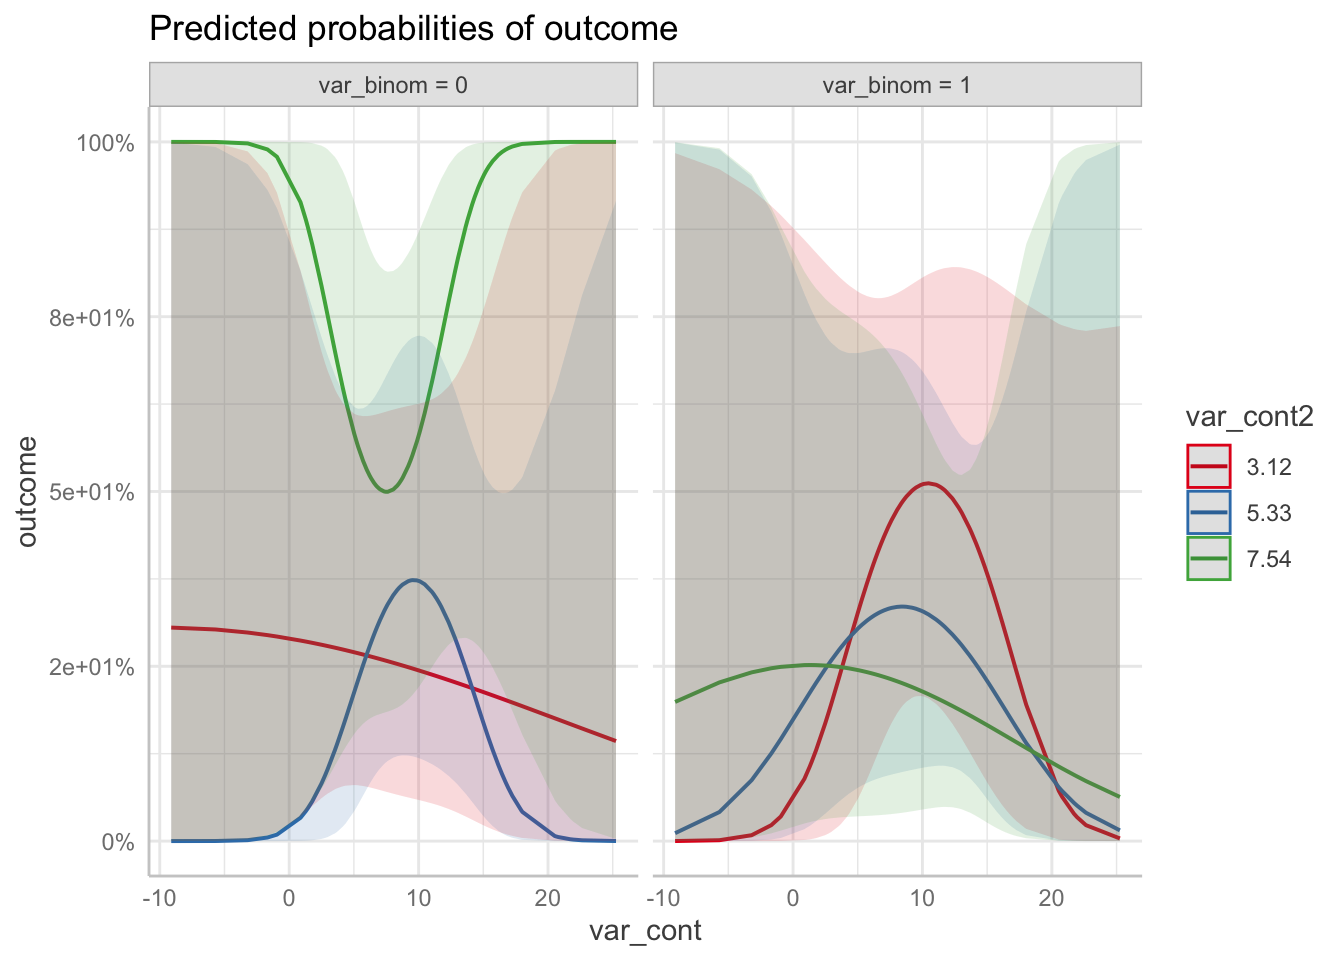 Predicted probabilities of outcome
var_binom = 0
var_binom = 1
100%
8e+01%
5e+01%
2e+01%
0%
outcome
-10 0 10 20
-10 0 10 20
var_cont
var_cont2
3.12
5.33
7.54